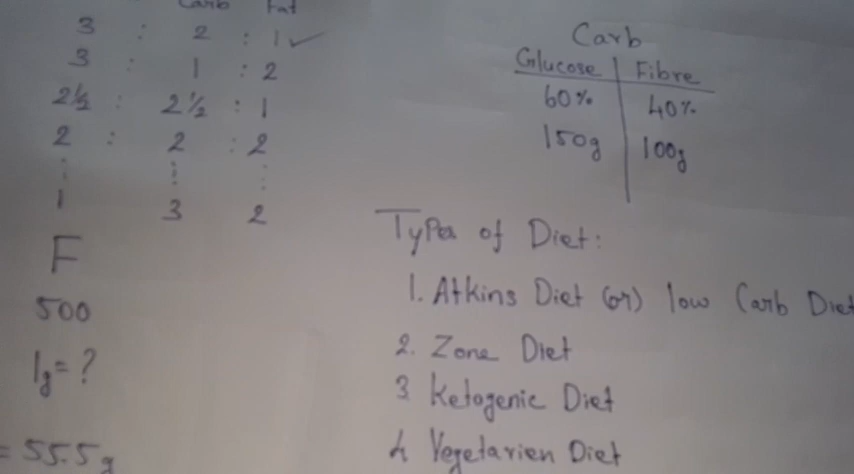 Carb Fat
3 : 2 : 1 ✓
3 : 1 : 2
2½ : 2½ : 1
2 : 2 : 2
⋮ ⋮ ⋮
1 3 2
F
500
1g = ?
= 55.5g
Carb
Glucose | Fibre
60% | 40%
150g | 100g
Types of Diet:
1. Atkins Diet (or) low Carb Diet
2. Zone Diet
3 Ketogenic Diet
4 Vegetarien Diet